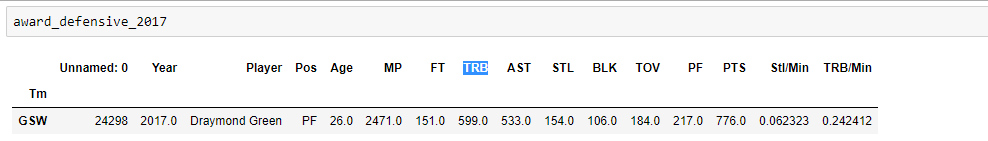 award_defensive_2017
Unnamed: 0 Year Player Pos Age MP FT TRB AST STL BLK TOV PF PTS Stl/Min TRB/Min
Tm
GSW 24298 2017.0 Draymond Green PF 26.0 2471.0 151.0 599.0 533.0 154.0 106.0 184.0 217.0 776.0 0.062323 0.242412